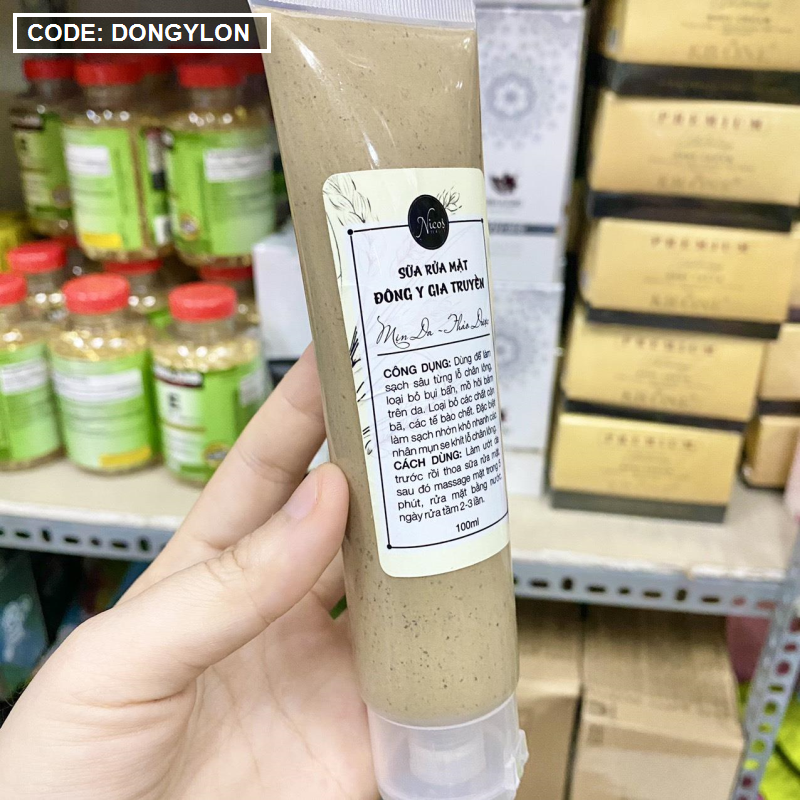 CODE: DONGYLON
Nicos
SỮA RỬA MẶT
ĐÔNG Y GIA TRUYỀN
Mịn Da - Thảo Dược
CÔNG DỤNG: Dùng để làm
sạch sâu từng lỗ chân lông,
loại bỏ bụi bẩn, mồ hôi bám
trên da. Loại bỏ các chất cặn
bã, các tế bào chết. Đặc biệt
làm sạch nhờn khô nhanh các
nhân mụn se khít lỗ chân lông.
CÁCH DÙNG: Làm ướt da
trước rồi thoa sữa rửa mặt,
sau đó massage mặt trong 5
phút, rửa mặt bằng nước,
ngày rửa tầm 2-3 lần.
100ml
PREMIUM
PREMIUM
PREMIUM
PREMIUM